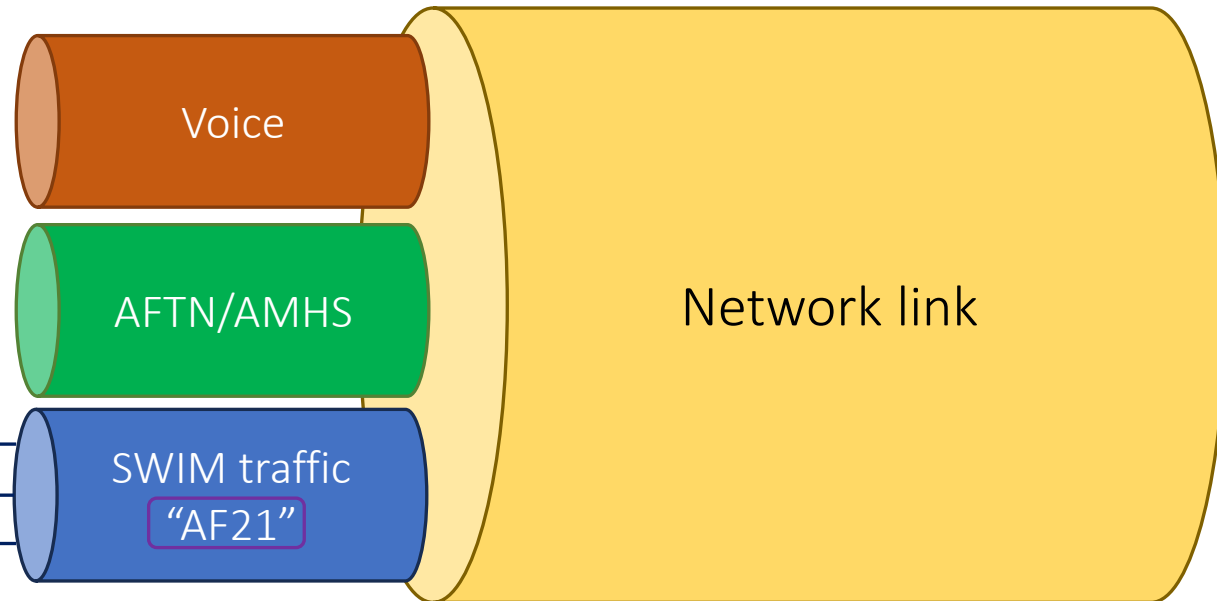 Voice
AFTN/AMHS
SWIM traffic
“AF21”
Network link